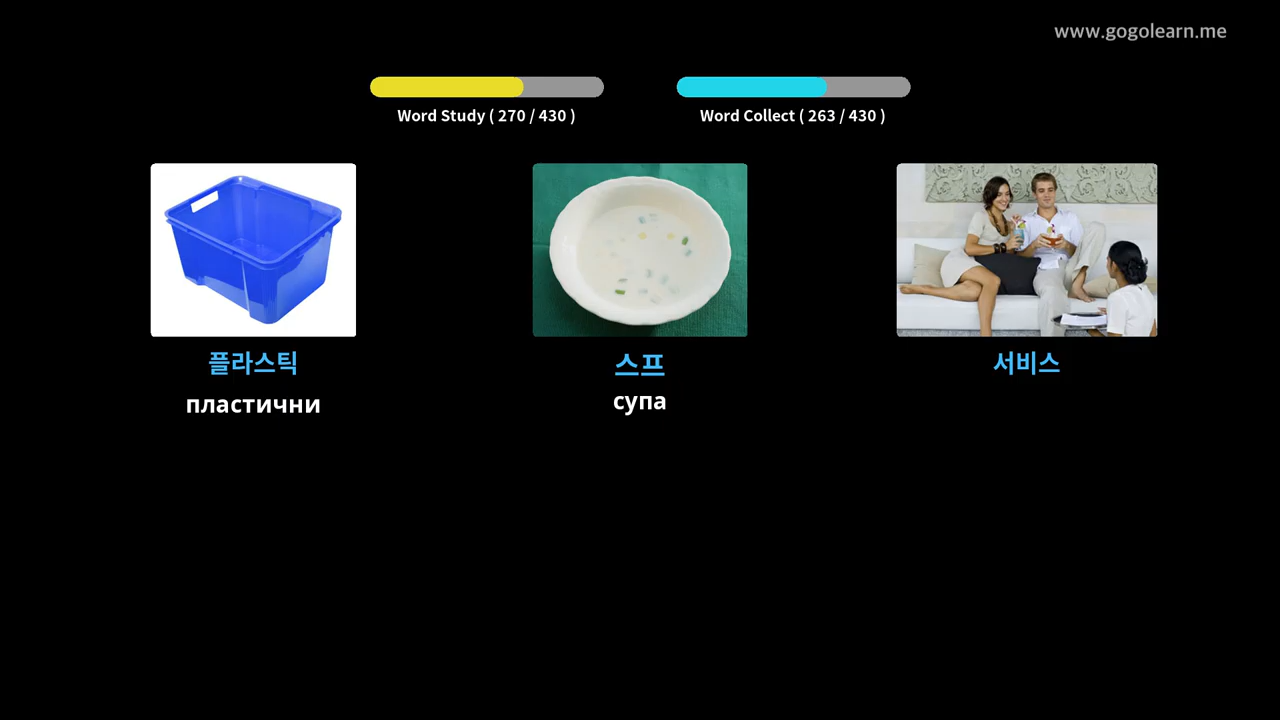 www.gogolearn.me
Word Study ( 270 / 430 )
Word Collect ( 263 / 430 )
플라스틱
스프
서비스
пластични
супа